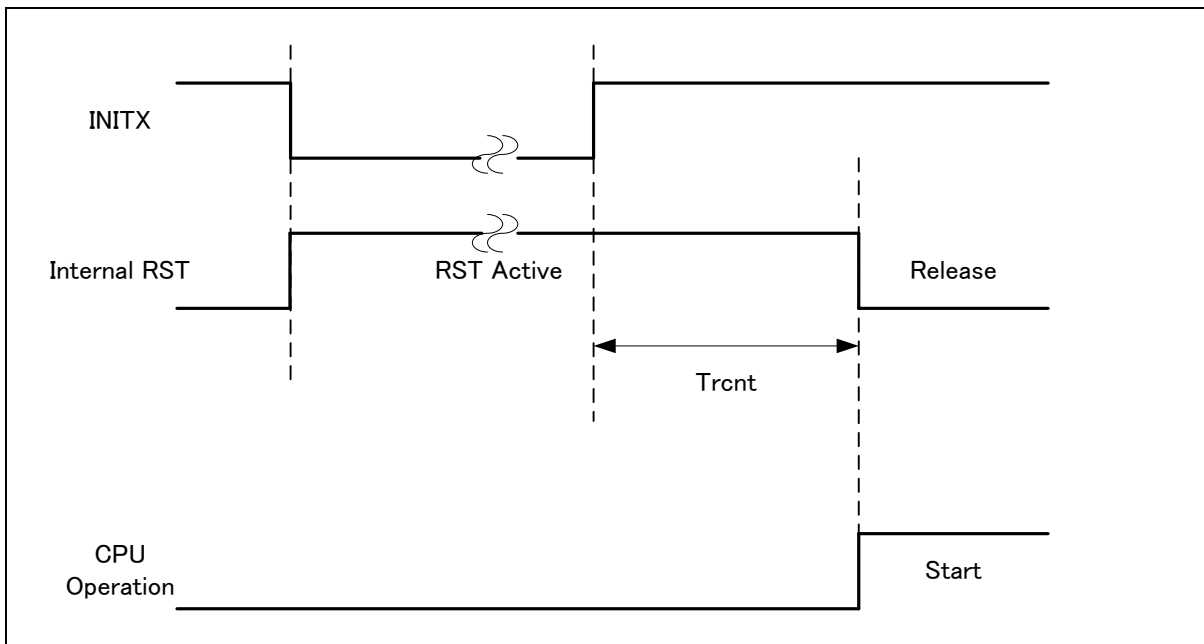 INITX
Internal RST
RST Active
Release
Trcnt
CPU
Operation
Start